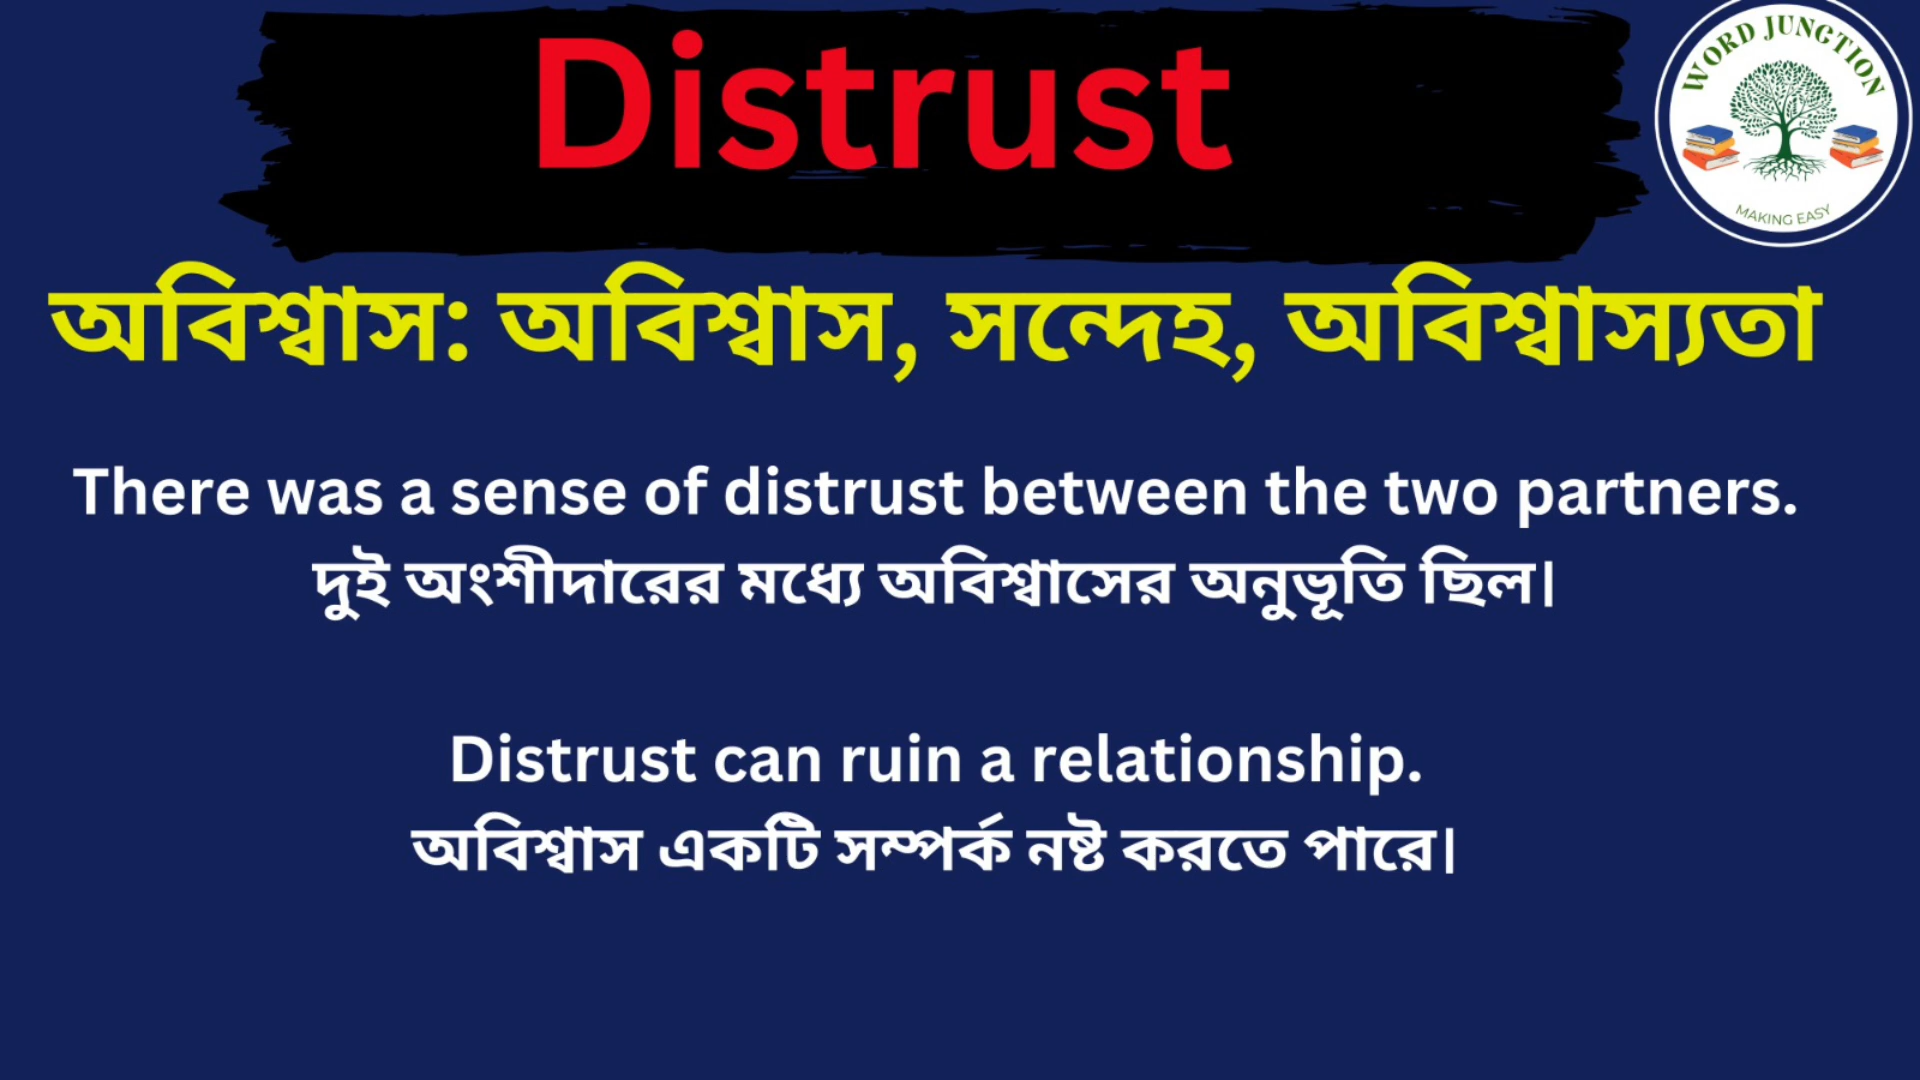 Distrust
WORD JUNCTION
MAKING EASY
অবিশ্বাস: অবিশ্বাস, সন্দেহ, অবিশ্বাস্যতা
There was a sense of distrust between the two partners.
দুই অংশীদারের মধ্যে অবিশ্বাসের অনুভূতি ছিল।
Distrust can ruin a relationship.
অবিশ্বাস একটি সম্পর্ক নষ্ট করতে পারে।